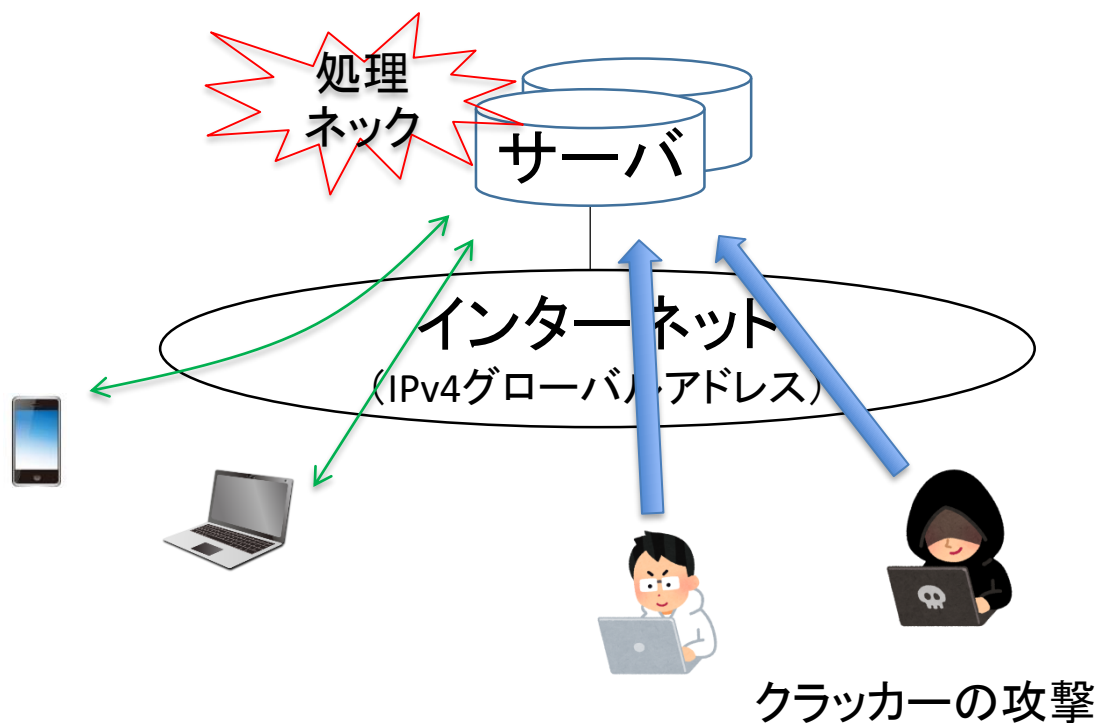 処理
ネック
サーバ
インターネット
（IPv4グローバルアドレス）
クラッカーの攻撃